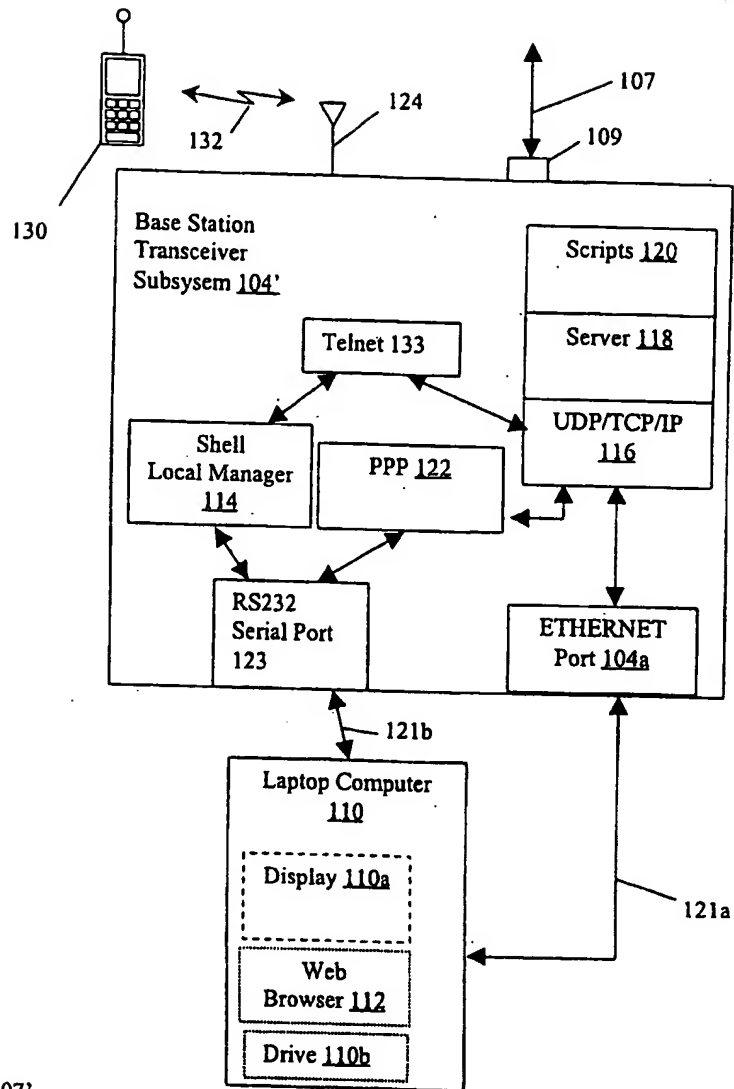 107
124
109
132
130
Base Station
Transceiver
Subsysem 104'
Scripts 120
Server 118
UDP/TCP/IP
116
Telnet 133
Shell
Local Manager
114
PPP 122
RS232
Serial Port
123
ETHERNET
Port 104a
121b
Laptop Computer
110
Display 110a
121a
Web
Browser 112
Drive 110b